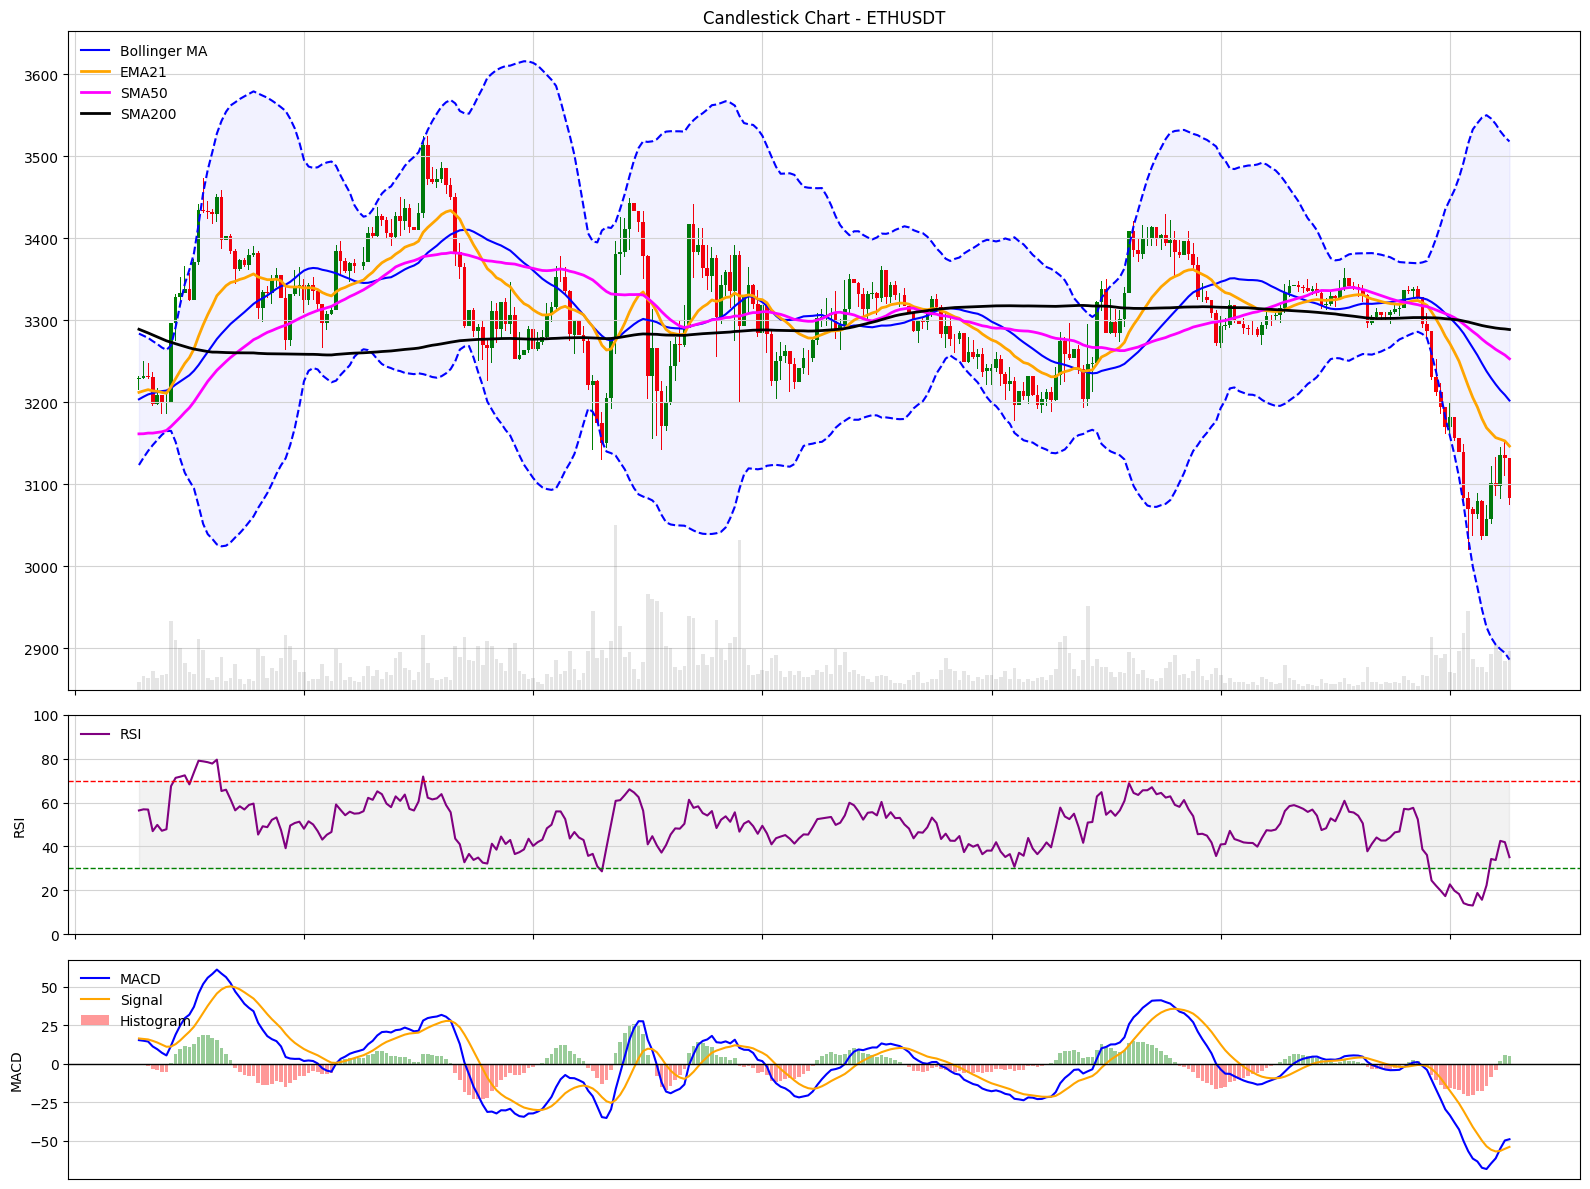 Candlestick Chart - ETHUSDT
Bollinger MA
EMA21
SMA50
SMA200
3600
3500
3400
3300
3200
3100
3000
2900
RSI
100
80
60
40
20
0
RSI
MACD
Signal
Histogram
50
25
0
−25
−50
MACD